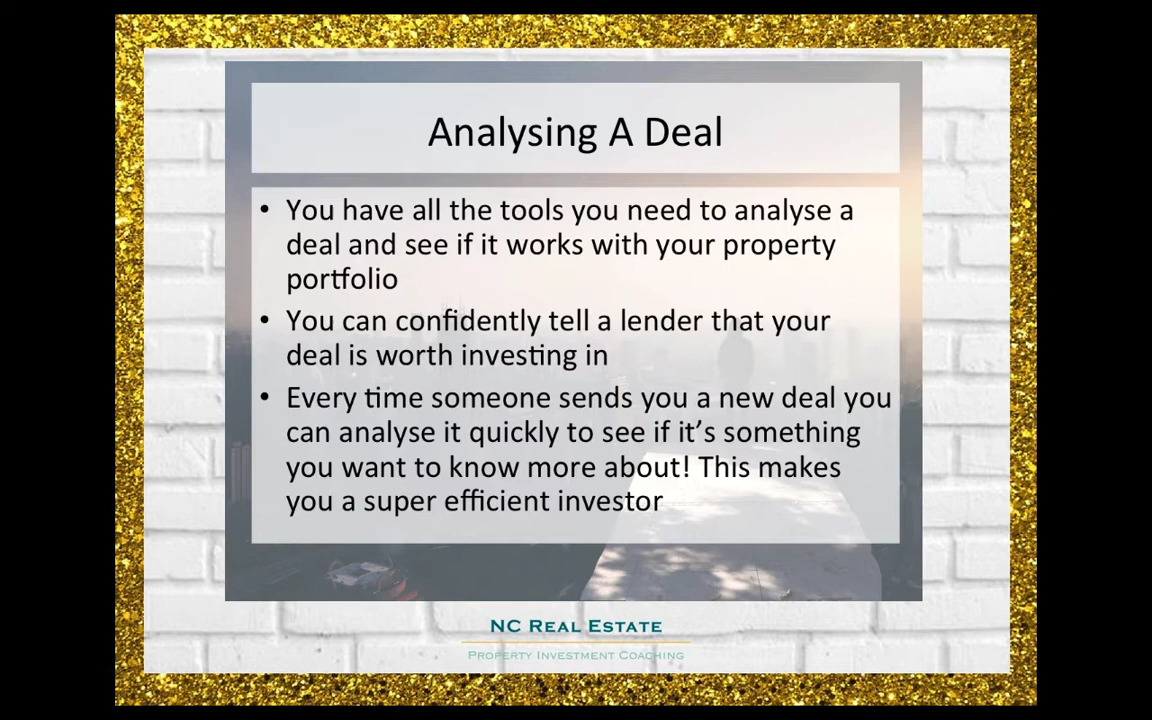 Analysing A Deal
• You have all the tools you need to analyse a
deal and see if it works with your property
portfolio
• You can confidently tell a lender that your
deal is worth investing in
• Every time someone sends you a new deal you
can analyse it quickly to see if it’s something
you want to know more about! This makes
you a super efficient investor
NC REAL ESTATE
PROPERTY INVESTMENT COACHING